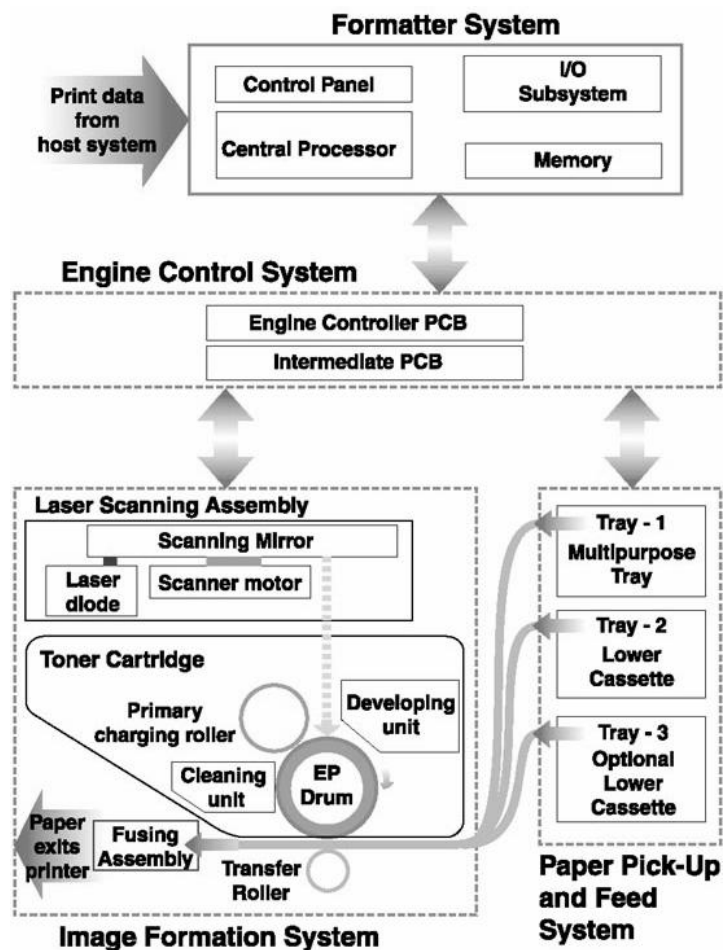 Formatter System
Print data
from
host system
Control Panel
I/O
Subsystem
Central Processor
Memory
Engine Control System
Engine Controller PCB
Intermediate PCB
Laser Scanning Assembly
Scanning Mirror
Laser
diode
Scanner motor
Toner Cartridge
Primary
charging roller
Developing
unit
Cleaning
unit
EP
Drum
Paper
exits
printer
Fusing
Assembly
Transfer
Roller
Image Formation System
Tray - 1
Multipurpose
Tray
Tray - 2
Lower
Cassette
Tray - 3
Optional
Lower
Cassette
Paper Pick-Up
and Feed
System